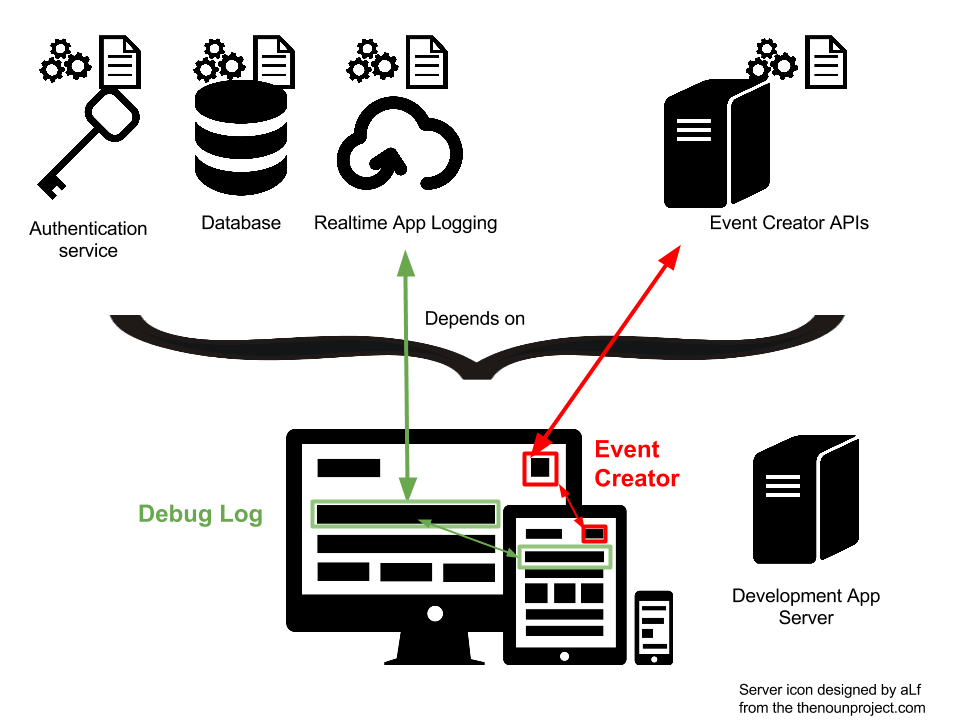 Authentication
service
Database
Realtime App Logging
Event Creator APIs
Depends on
Event
Creator
Debug Log
Development App
Server
Server icon designed by aLf
from the thenounproject.com